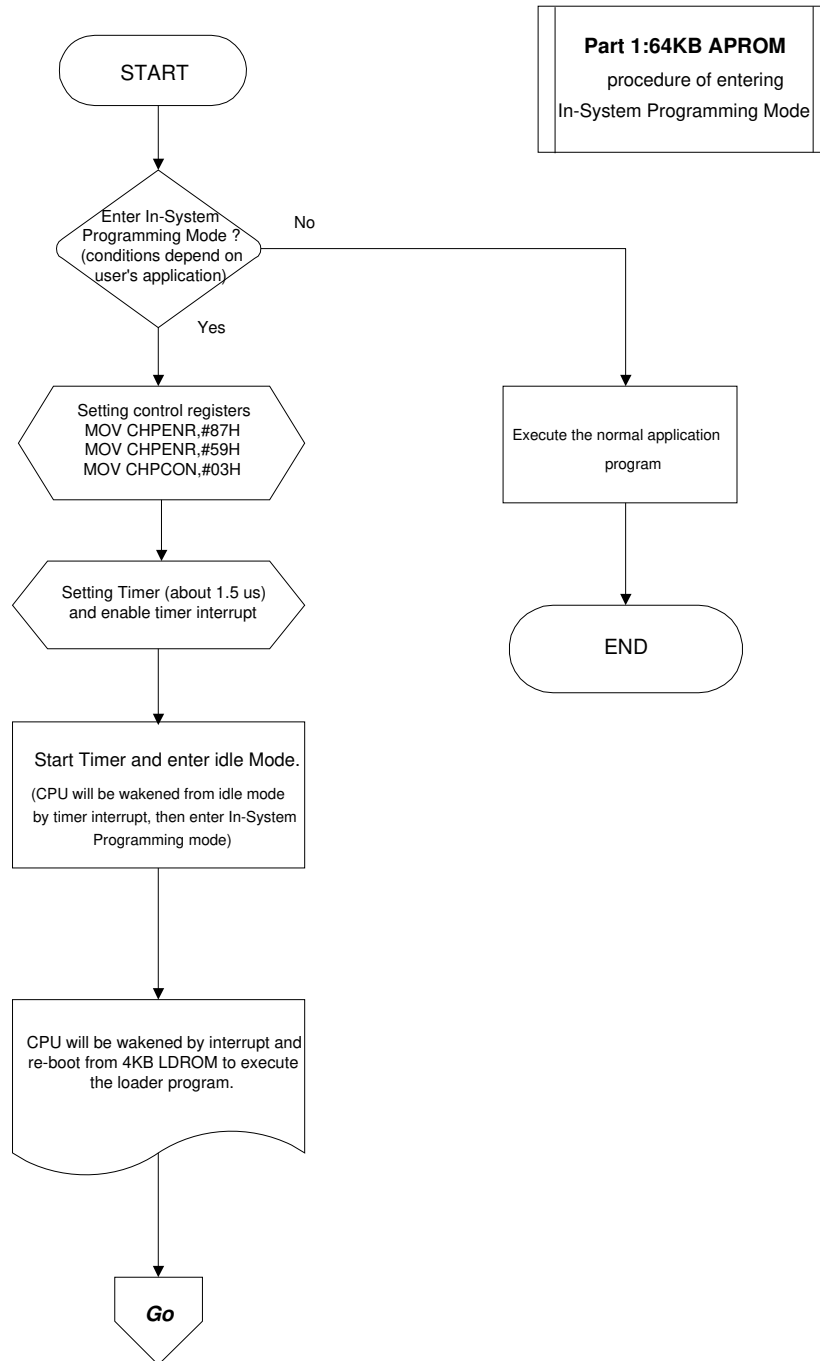 START
Part 1:64KB APROM
procedure of entering
In-System Programming Mode
Enter In-System
Programming Mode ?
(conditions depend on
user's application)
No
Yes
Setting control registers
MOV CHPENR,#87H
MOV CHPENR,#59H
MOV CHPCON,#03H
Execute the normal application
program
Setting Timer (about 1.5 us)
and enable timer interrupt
END
Start Timer and enter idle Mode.
(CPU will be wakened from idle mode
by timer interrupt, then enter In-System
Programming mode)
CPU will be wakened by interrupt and
re-boot from 4KB LDROM to execute
the loader program.
Go